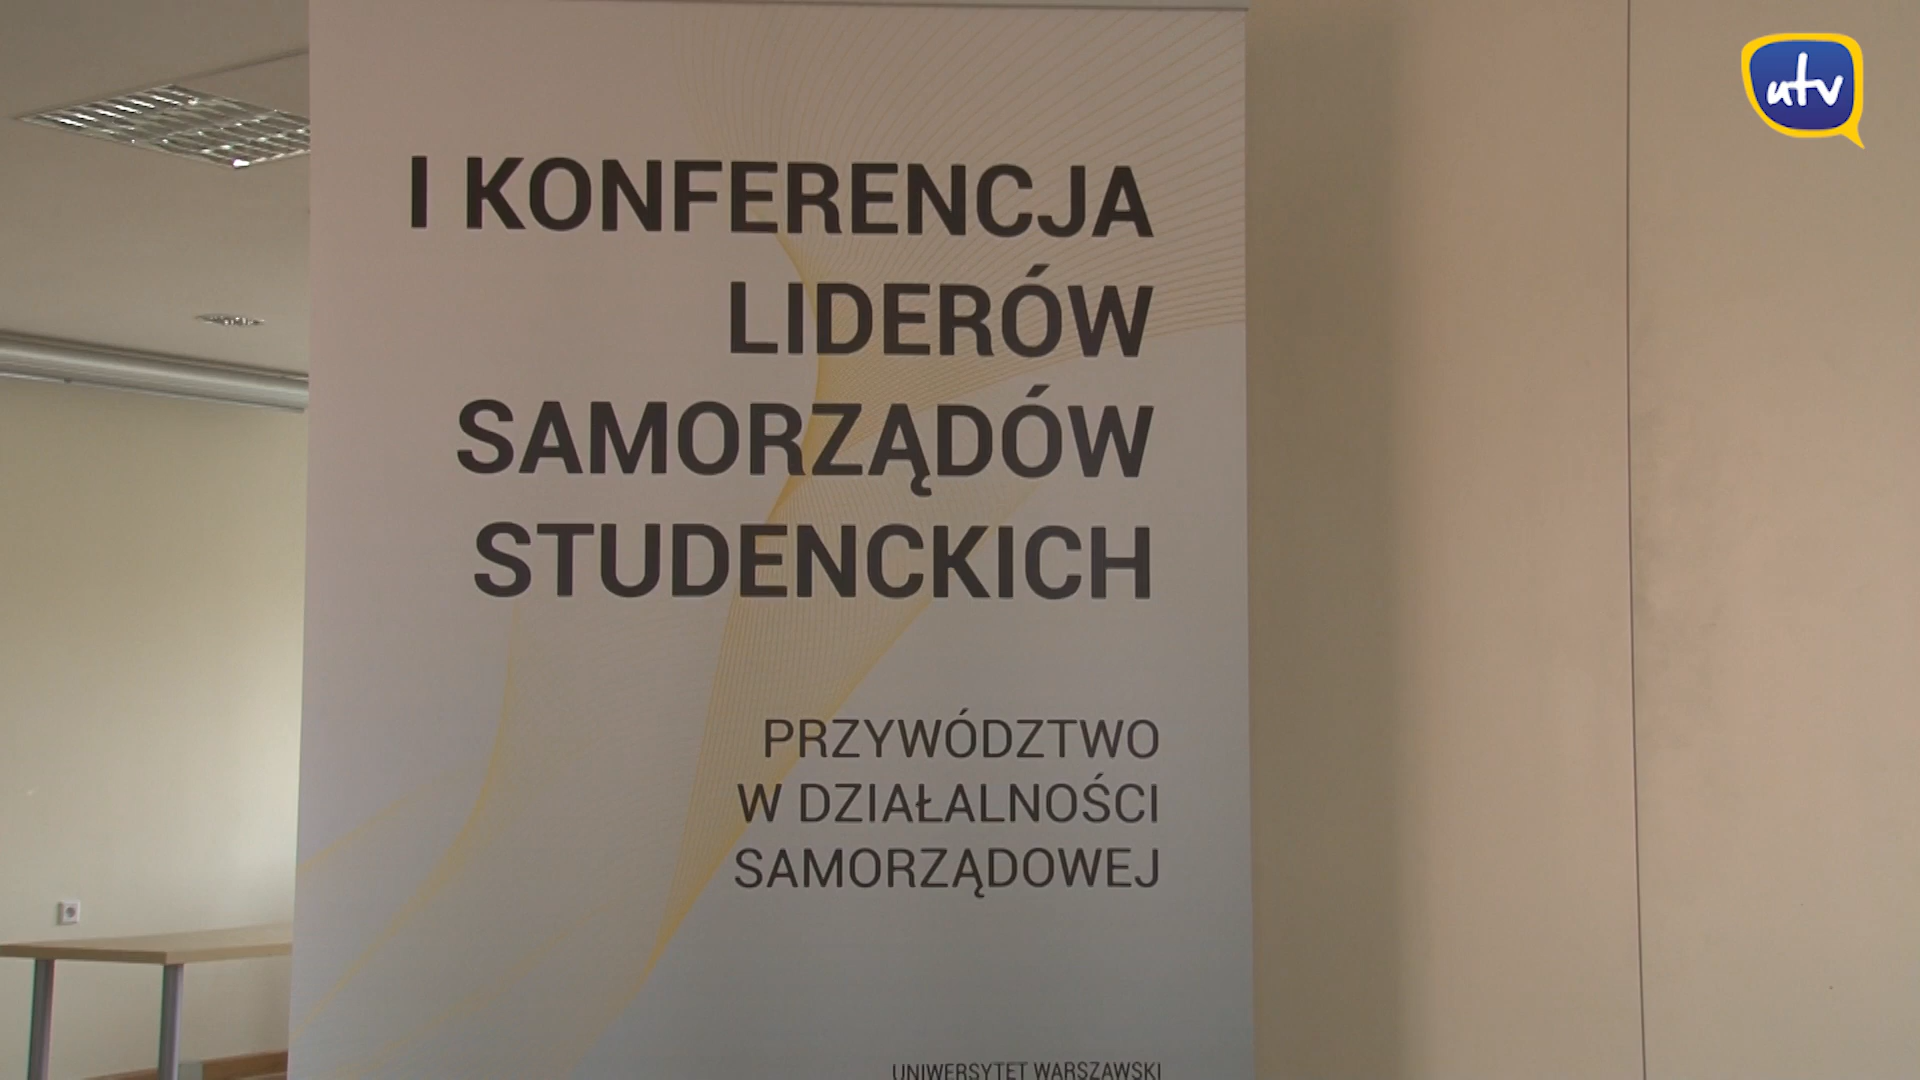 utv
I KONFERENCJA
LIDERÓW
SAMORZĄDÓW
STUDENCKICH
PRZYWÓDZTWO
W DZIAŁALNOŚCI
SAMORZĄDOWEJ
UNIWERSYTET WARSZAWSKI